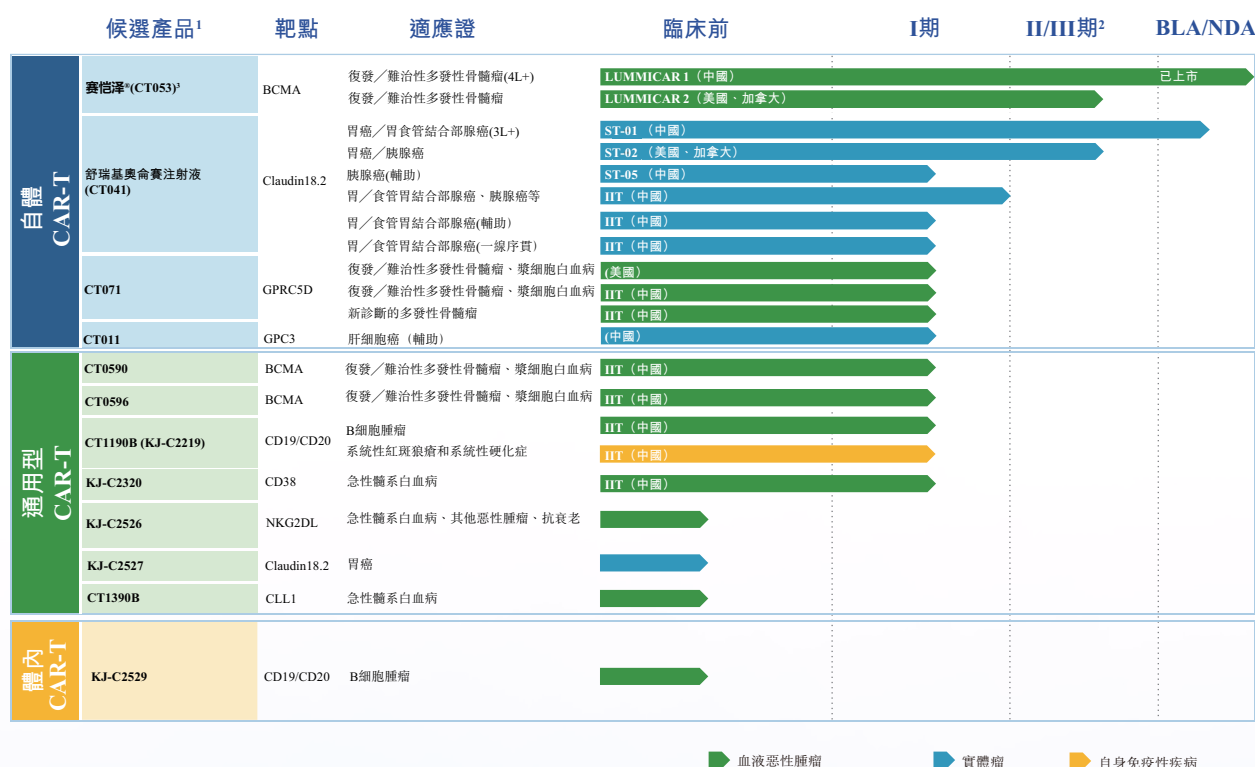 候選產品¹ 靶點 適應證 臨床前 I期 II/III期² BLA/NDA
自體 CAR-T
赛恺泽®(CT053)³ BCMA
復發╱難治性多發性骨髓瘤(4L+) LUMMICAR 1（中國） 已上市
復發╱難治性多發性骨髓瘤 LUMMICAR 2（美國、加拿大）
舒瑞基奧侖賽注射液
(CT041)
Claudin18.2
胃癌╱胃食管結合部腺癌(3L+) ST-01（中國）
胃癌╱胰腺癌 ST-02（美國、加拿大）
胰腺癌(輔助) ST-05（中國）
胃╱食管胃結合部腺癌、胰腺癌等 IIT（中國）
胃╱食管胃結合部腺癌(輔助) IIT（中國）
胃╱食管胃結合部腺癌(一線序貫） IIT（中國）
CT071 GPRC5D
復發╱難治性多發性骨髓瘤、漿細胞白血病 (美國）
復發╱難治性多發性骨髓瘤、漿細胞白血病 IIT（中國）
新診斷的多發性骨髓瘤 IIT（中國）
CT011 GPC3 肝細胞癌（輔助） (中國）
通用型 CAR-T
CT0590 BCMA 復發╱難治性多發性骨髓瘤、漿細胞白血病 IIT（中國）
CT0596 BCMA 復發╱難治性多發性骨髓瘤、漿細胞白血病 IIT（中國）
CT1190B (KJ-C2219) CD19/CD20
B細胞腫瘤 IIT（中國）
系統性紅斑狼瘡和系統性硬化症 IIT（中國）
KJ-C2320 CD38 急性髓系白血病 IIT（中國）
KJ-C2526 NKG2DL 急性髓系白血病、其他惡性腫瘤、抗衰老
KJ-C2527 Claudin18.2 胃癌
CT1390B CLL1 急性髓系白血病
體內 CAR-T
KJ-C2529 CD19/CD20 B細胞腫瘤
血液惡性腫瘤 實體瘤 自身免疫性疾病